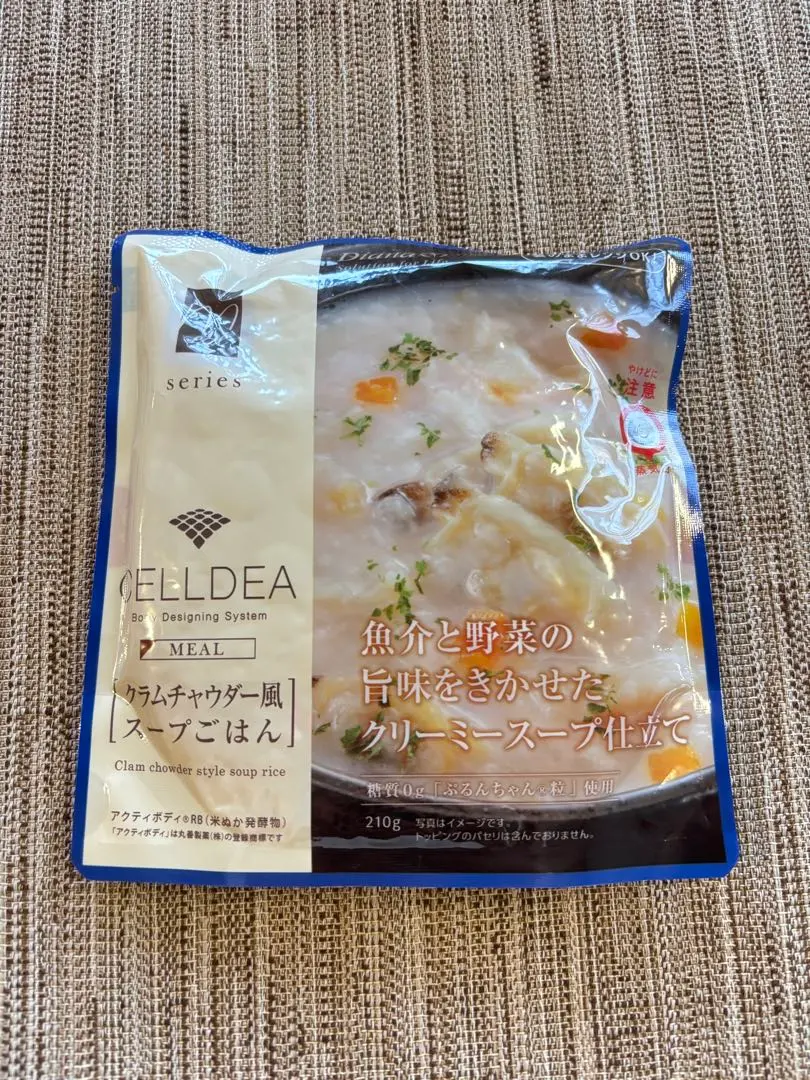 Diana
series
やけどに
注意
蒸気
CELLDEA
Body Designing System
MEAL
クラムチャウダー風
スープごはん
Clam chowder style soup rice
アクティボディ®RB(米ぬか発酵物)
「アクティボディ」は丸善製薬(株)の登録商標です
魚介と野菜の
旨味をきかせた
クリーミースープ仕立て
糖質0g「ぷるんちゃん®粒」使用
210g
写真はイメージです。
トッピングのパセリは含んでおりません。